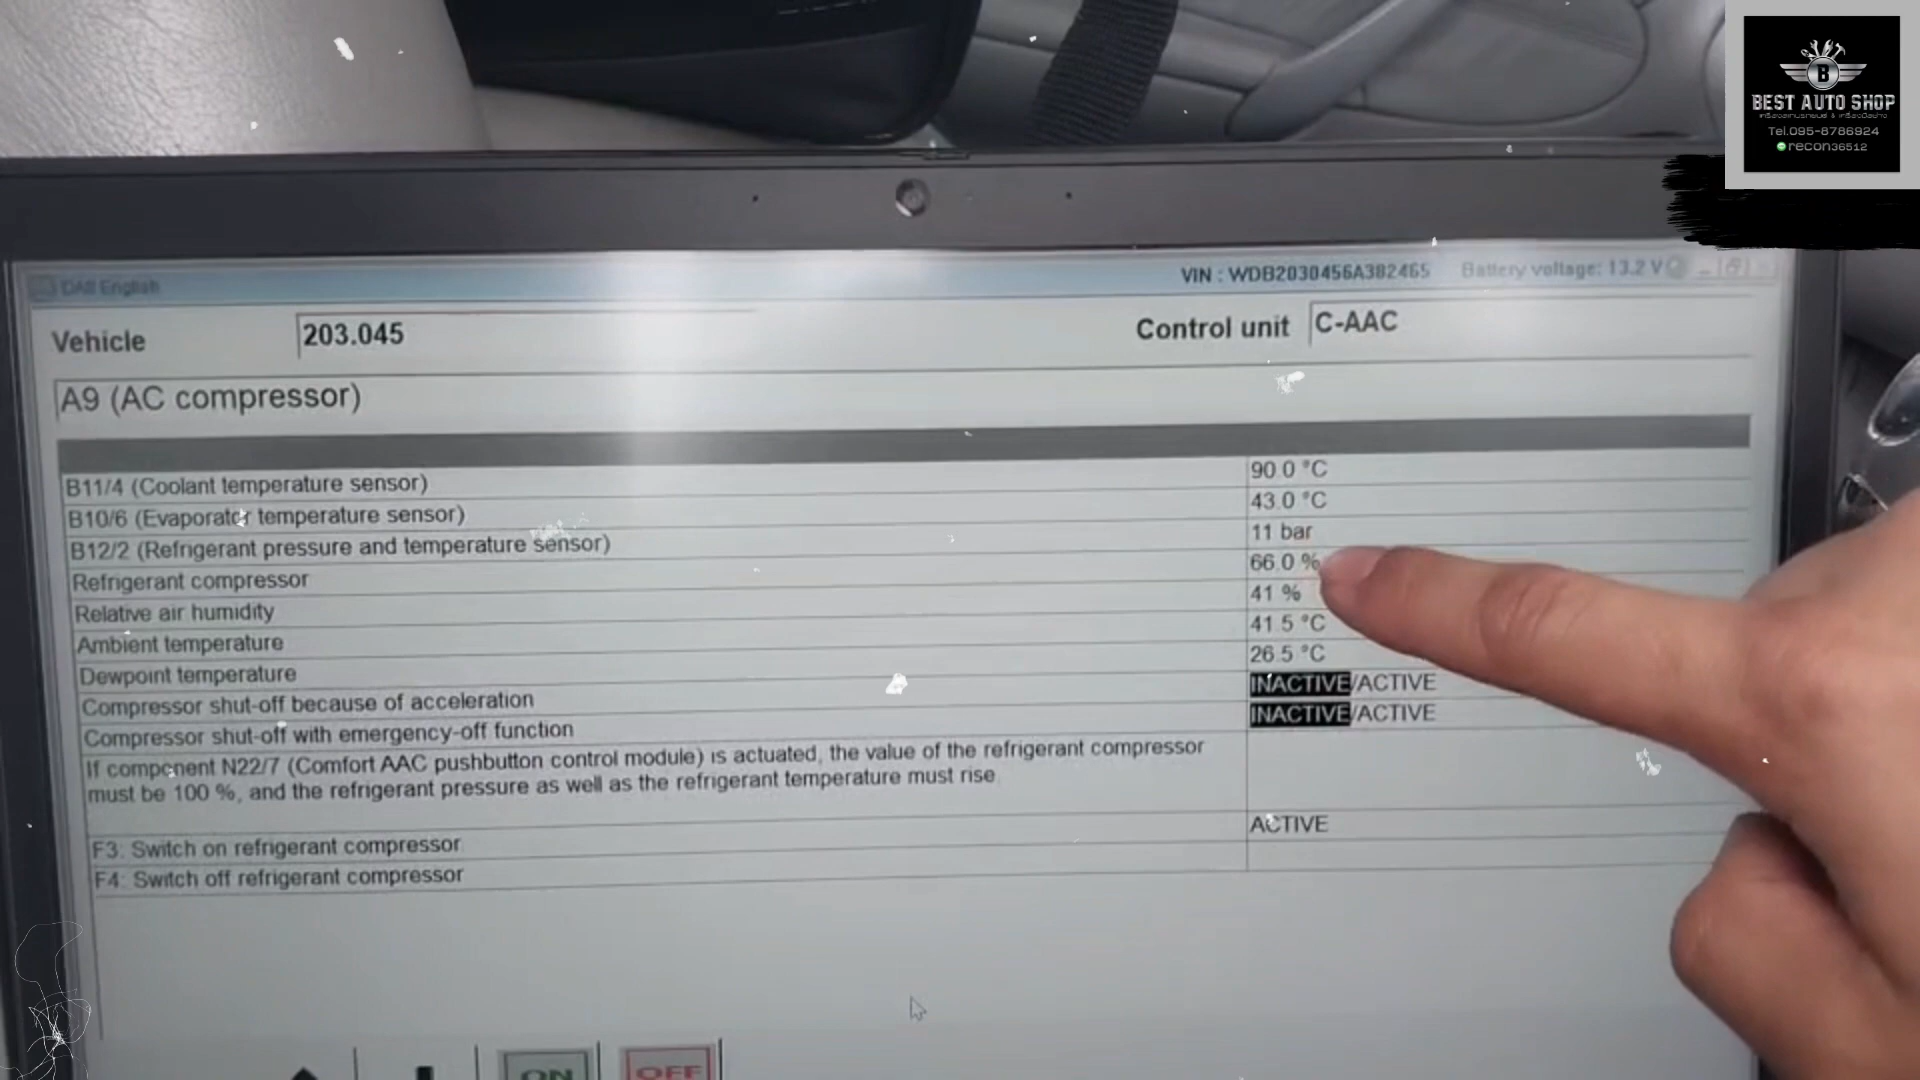 B
BEST AUTO SHOP
Tel.095-8786924
recon36512
DAS English
VIN : WDB2030456A382465
Battery voltage: 13.2 V
Vehicle
203.045
Control unit
C-AAC
A9 (AC compressor)
B11/4 (Coolant temperature sensor)
90.0 °C
B10/6 (Evaporator temperature sensor)
43.0 °C
B12/2 (Refrigerant pressure and temperature sensor)
11 bar
Refrigerant compressor
66.0 %
Relative air humidity
41 %
Ambient temperature
41.5 °C
Dewpoint temperature
26.5 °C
Compressor shut-off because of acceleration
INACTIVE/ACTIVE
Compressor shut-off with emergency-off function
INACTIVE/ACTIVE
If component N22/7 (Comfort AAC pushbutton control module) is actuated, the value of the refrigerant compressor
must be 100 %, and the refrigerant pressure as well as the refrigerant temperature must rise
F3: Switch on refrigerant compressor
ACTIVE
F4: Switch off refrigerant compressor
ON
OFF